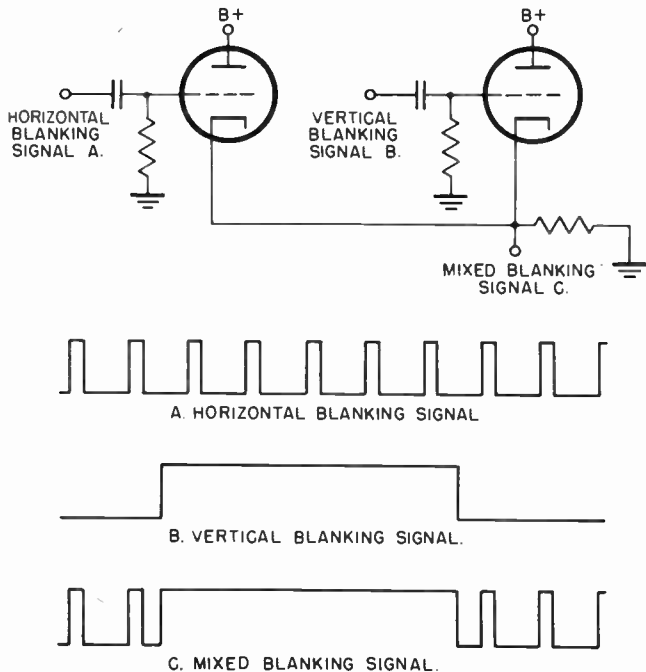 B+
B+
HORIZONTAL
BLANKING
SIGNAL A.
VERTICAL
BLANKING
SIGNAL B.
MIXED BLANKING
SIGNAL C.
A. HORIZONTAL BLANKING SIGNAL
B. VERTICAL BLANKING SIGNAL.
C. MIXED BLANKING SIGNAL.